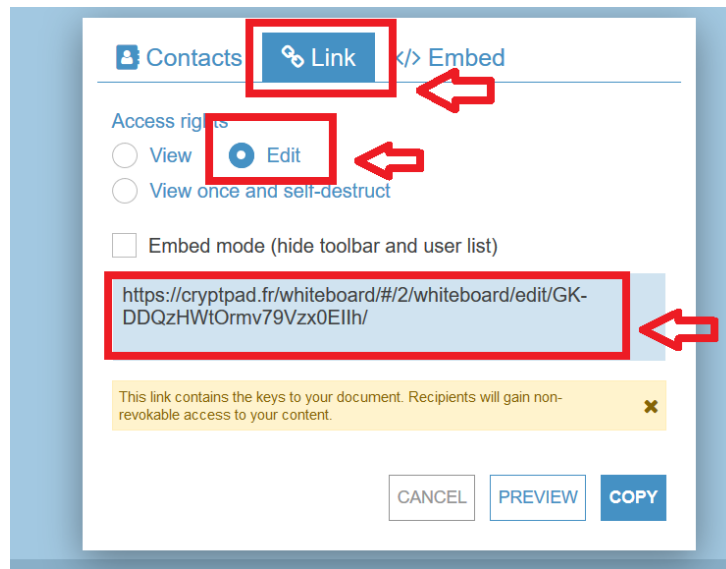 Contacts Link </> Embed
Access rights
View Edit
View once and self-destruct
Embed mode (hide toolbar and user list)
https://cryptpad.fr/whiteboard/#/2/whiteboard/edit/GK-
DDQzHWtOrmv79Vzx0EIIh/
This link contains the keys to your document. Recipients will gain non-
revokable access to your content.
CANCEL PREVIEW COPY